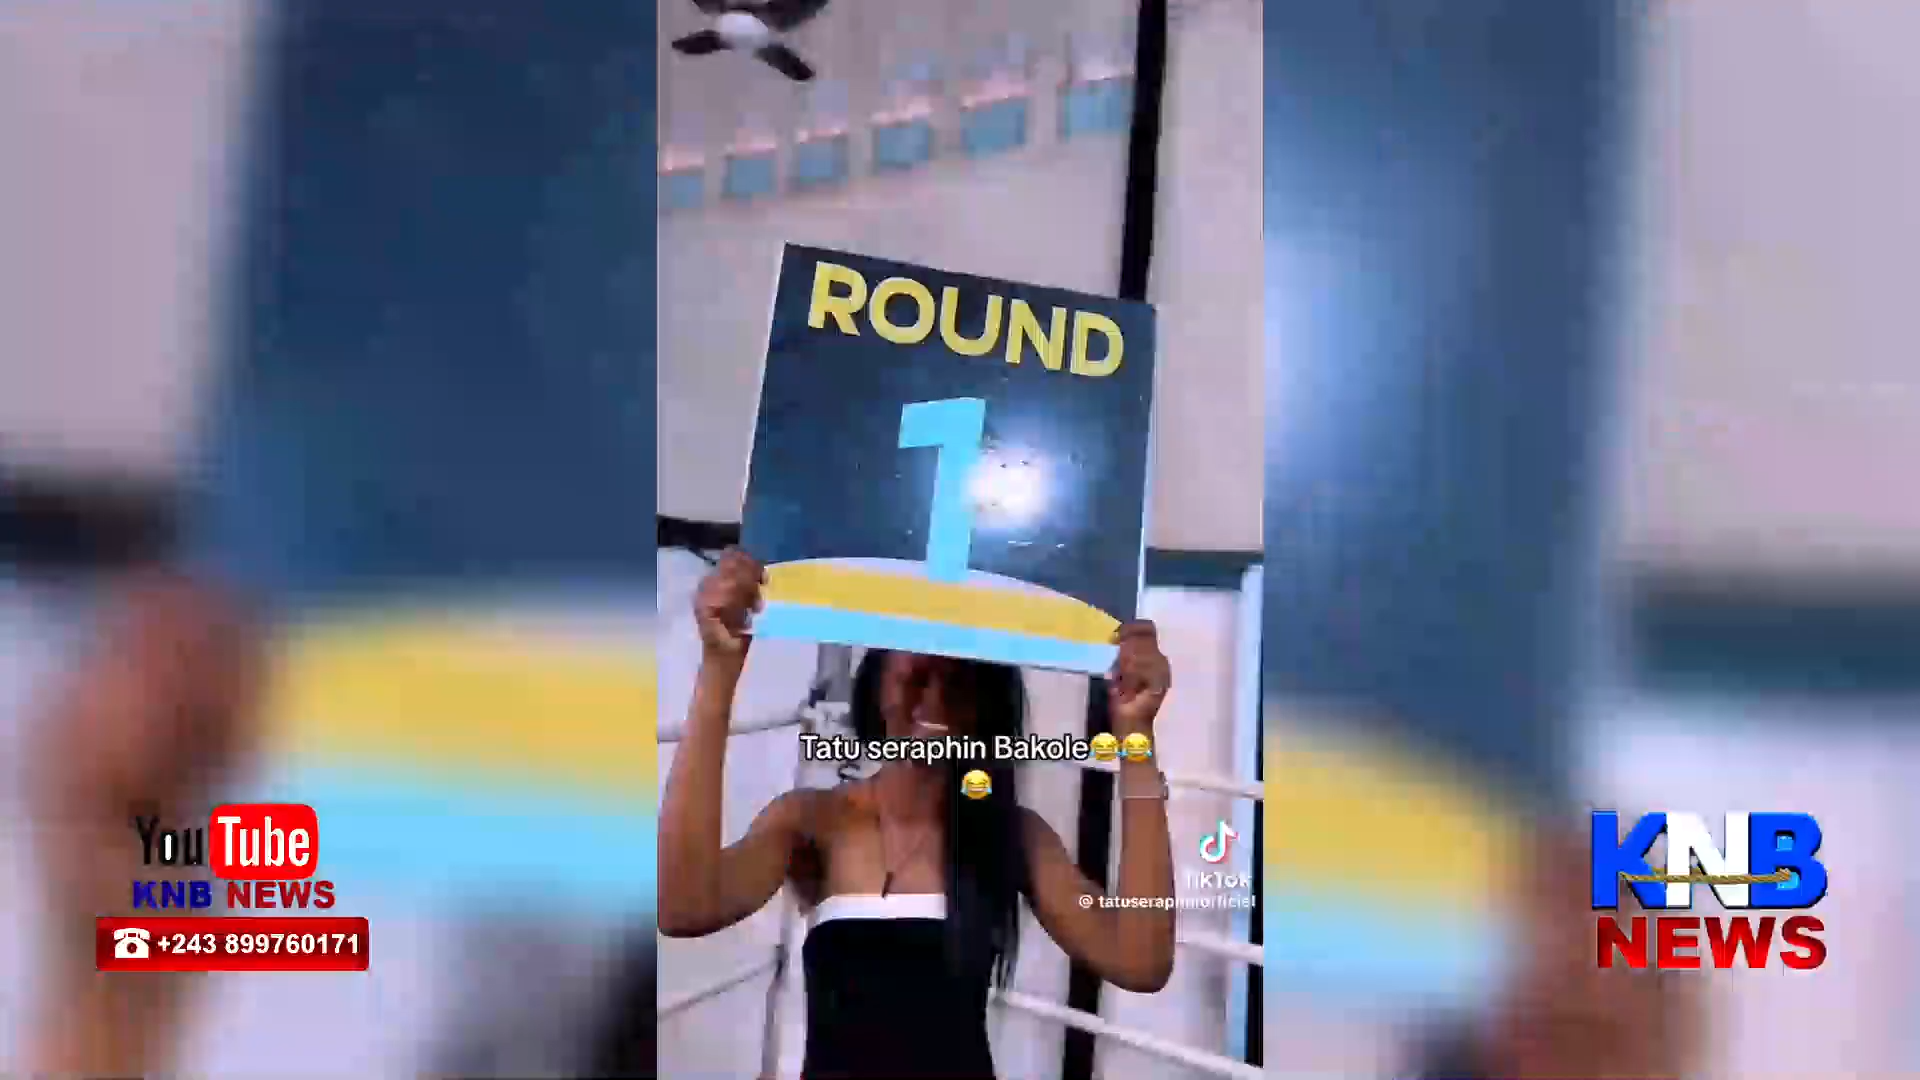 ROUND
1
Tatu seraphin Bakole😂😂
😂
TikTok
@ tatuseraphinofficiel
YouTube
KNB NEWS
+243 899760171
KNB
NEWS